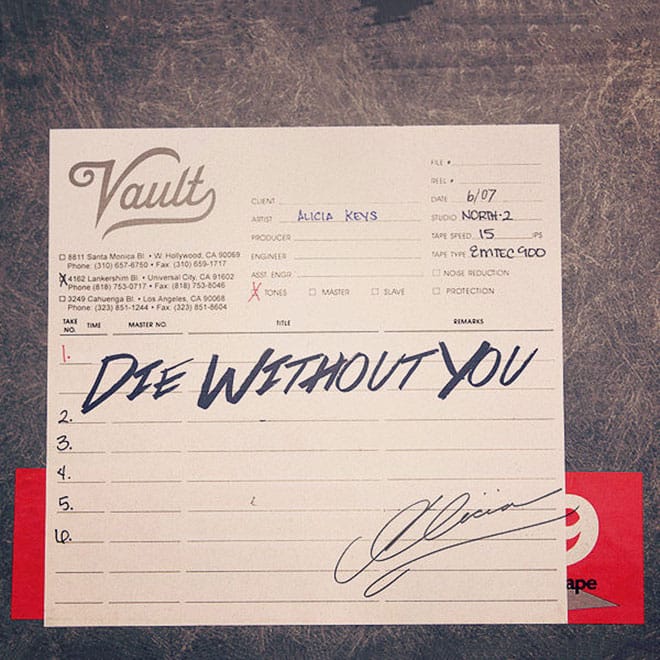 Vault
8811 Santa Monica Bl. • W. Hollywood, CA 90069
Phone: (310) 657-6750 • Fax: (310) 659-1717
4162 Lankershim Bl. • Universal City, CA 91602
Phone (818) 753-0717 • Fax: (818) 753-8046
3249 Cahuenga Bl. • Los Angeles, CA 90068
Phone: (323) 851-1244 • Fax: (323) 851-8604
CLIENT
ARTIST ALICIA KEYS
PRODUCER
ENGINEER
ASST. ENGR.
X TONES MASTER SLAVE
FILE #
REEL #
DATE 6/07
STUDIO NORTH-2
TAPE SPEED 15 IPS
TAPE TYPE EMTEC 900
NOISE REDUCTION
PROTECTION
TAKE NO. TIME MASTER NO. TITLE REMARKS
1. DIE WITHOUT YOU
2.
3.
4.
5.
6.
Alicia
9
ape